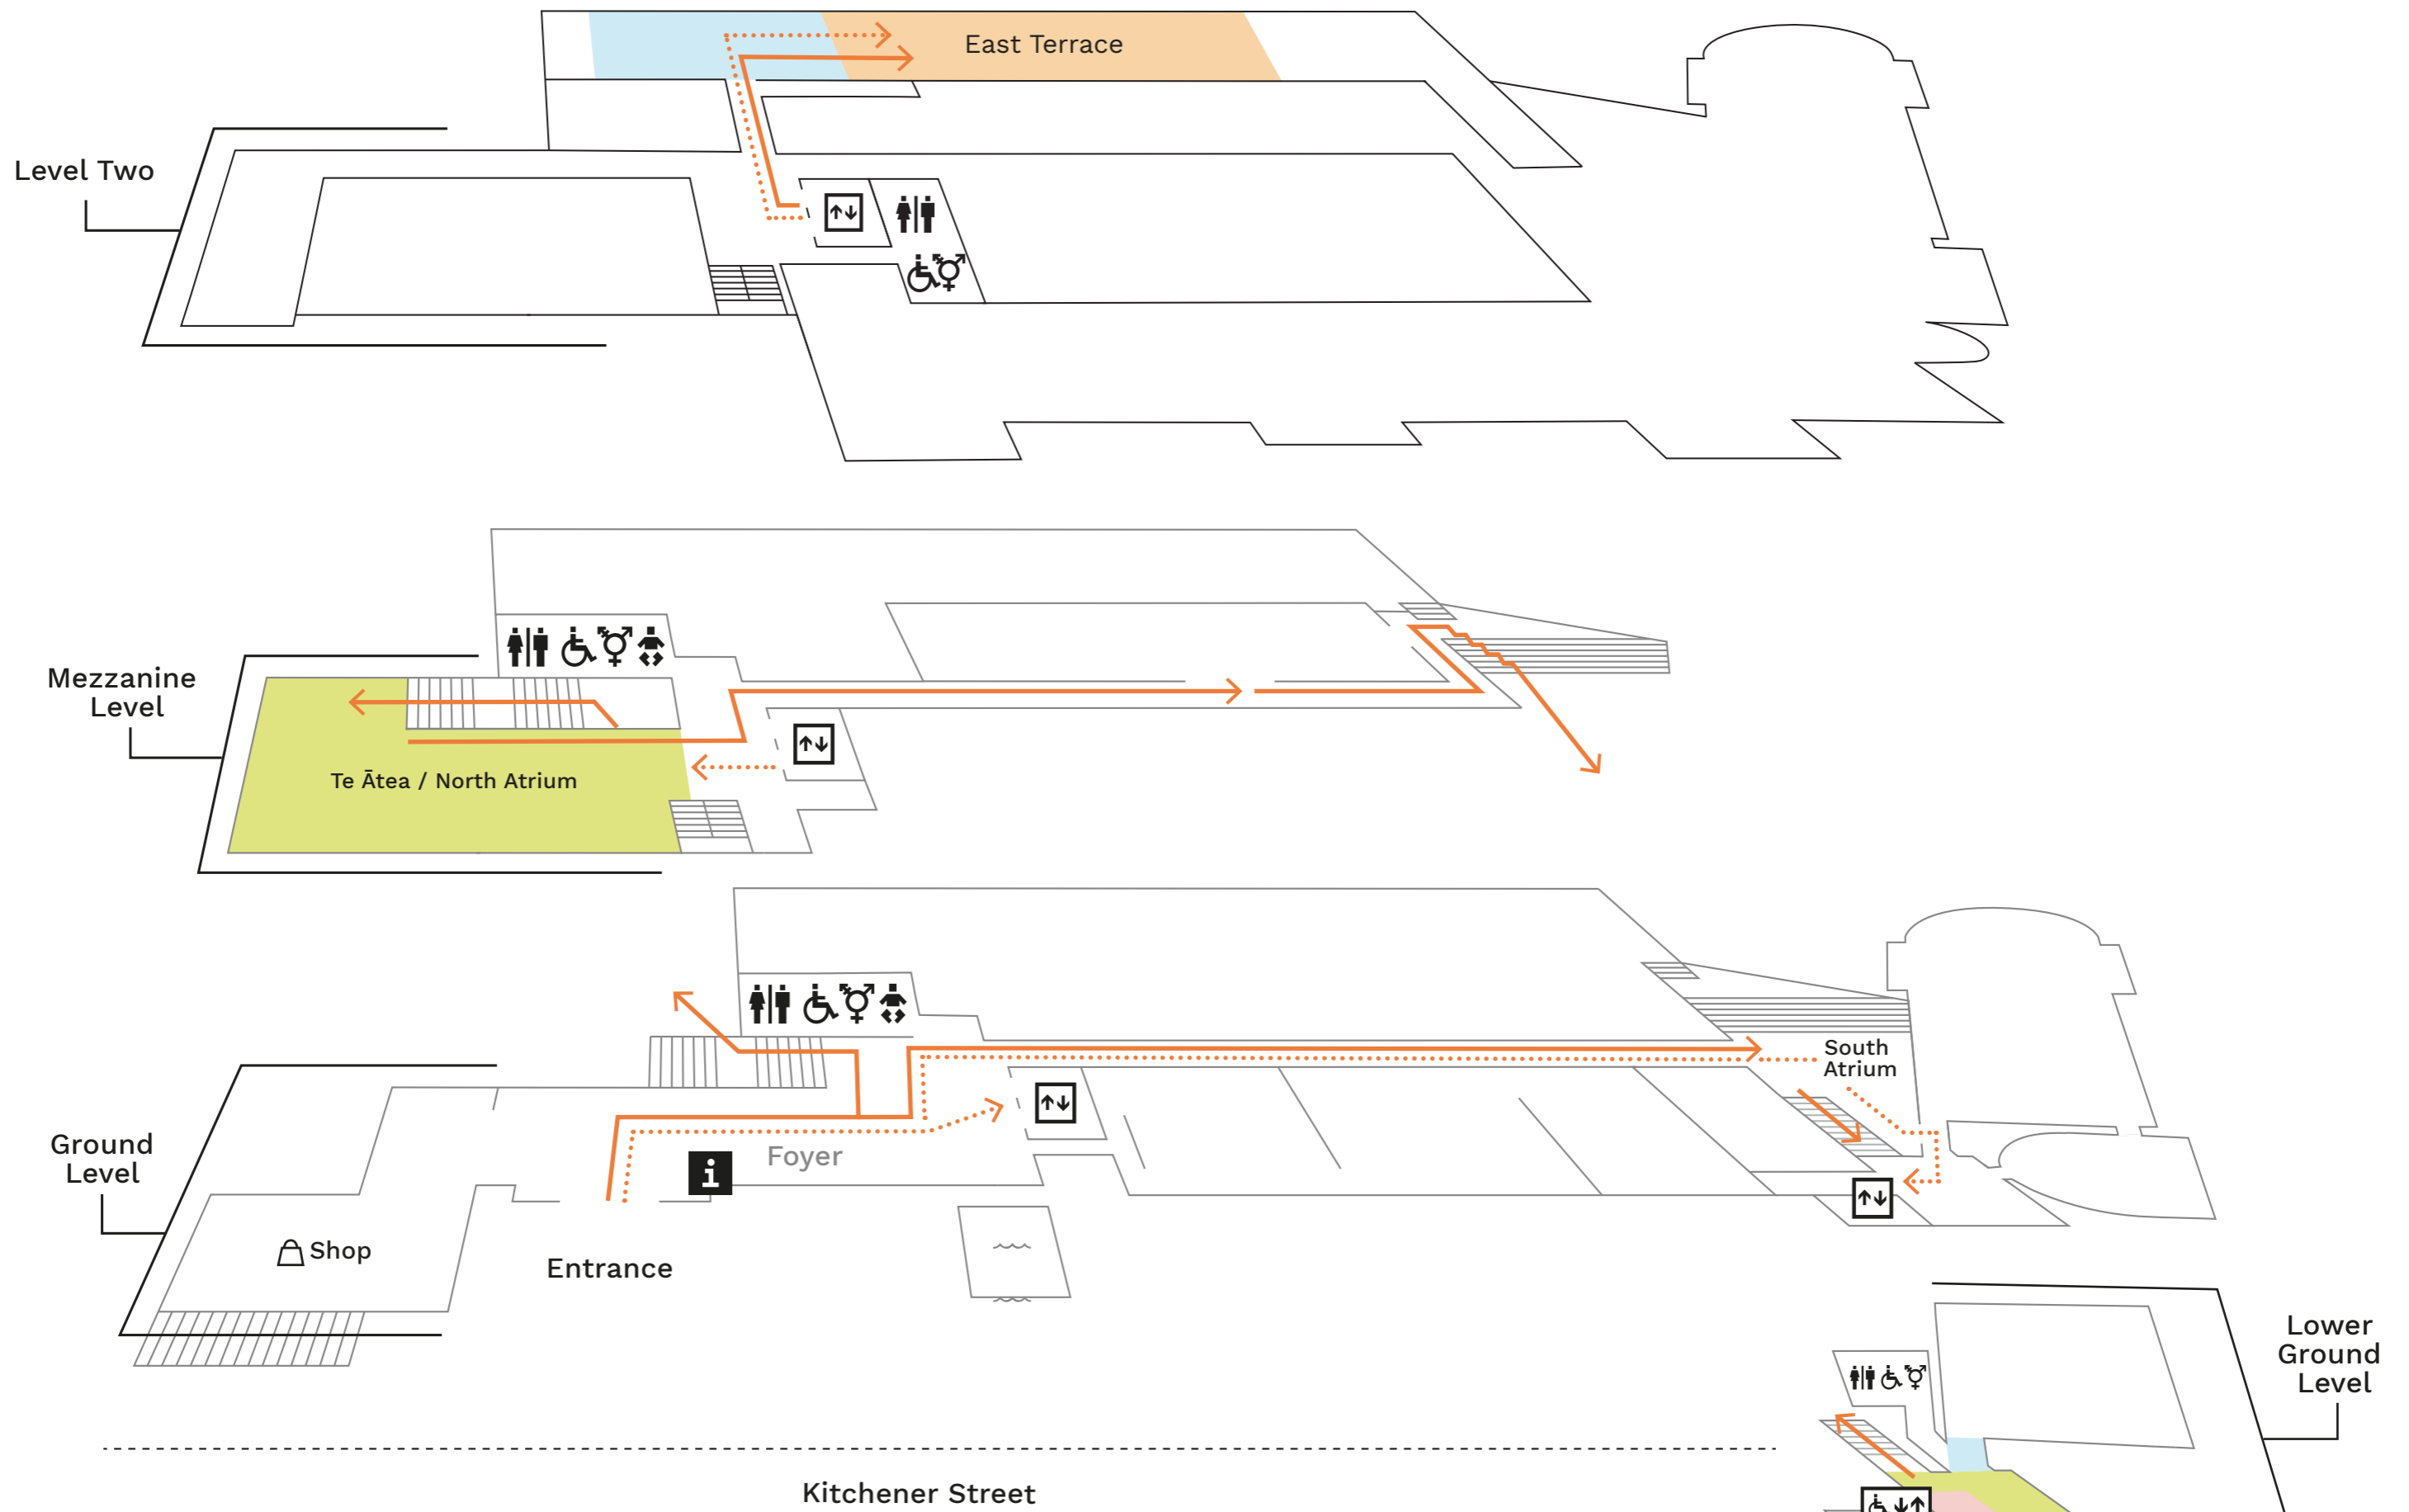 East Terrace
Level Two
Mezzanine
Level
Te Ātea / North Atrium
South
Atrium
Ground
Level
Foyer
i
Shop
Entrance
Lower
Ground
Level
Kitchener Street